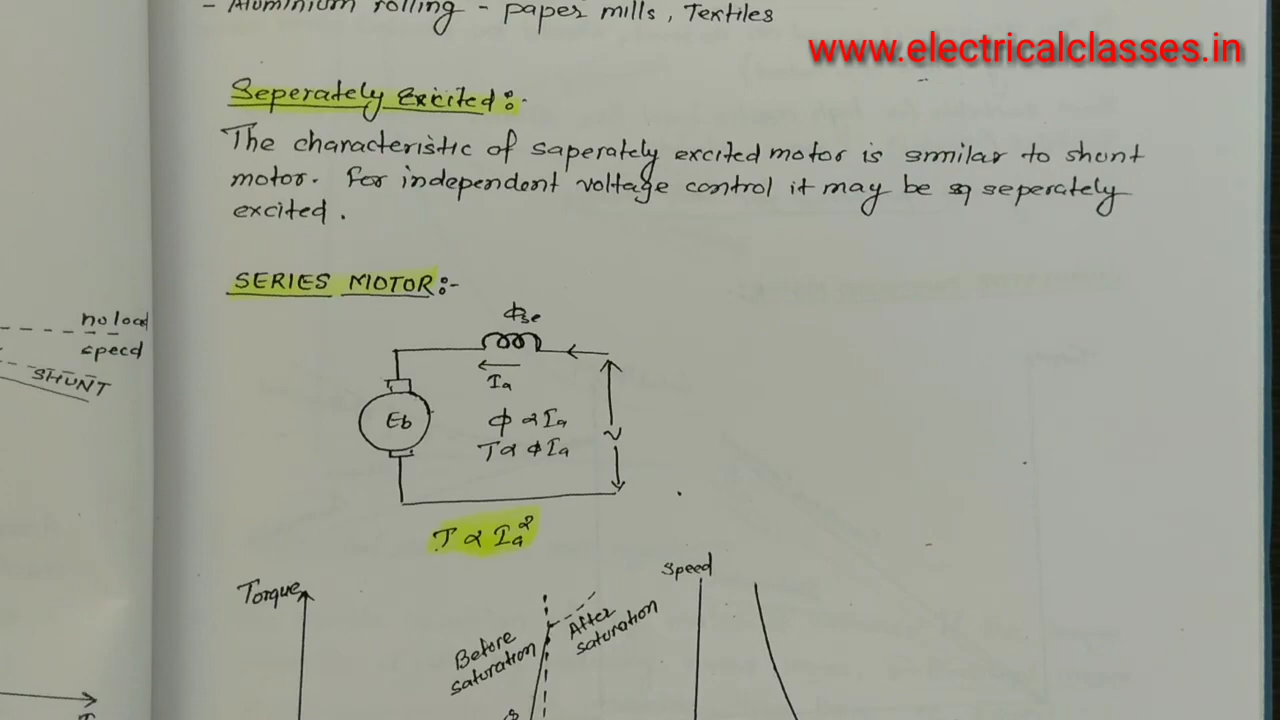 - Aluminium rolling - paper mills, Textiles
www.electricalclasses.in
Seperately Excited:-
The characteristic of saperately excited motor is smilar to shunt
motor. For independent voltage control it may be seperately
excited.
no load
speed
SHUNT
SERIES MOTOR:-
Φse
Ia
Eb
Φ α Ia
T α Φ Ia
V
T α Ia²
Torque
Before
saturation
After
saturation
Speed